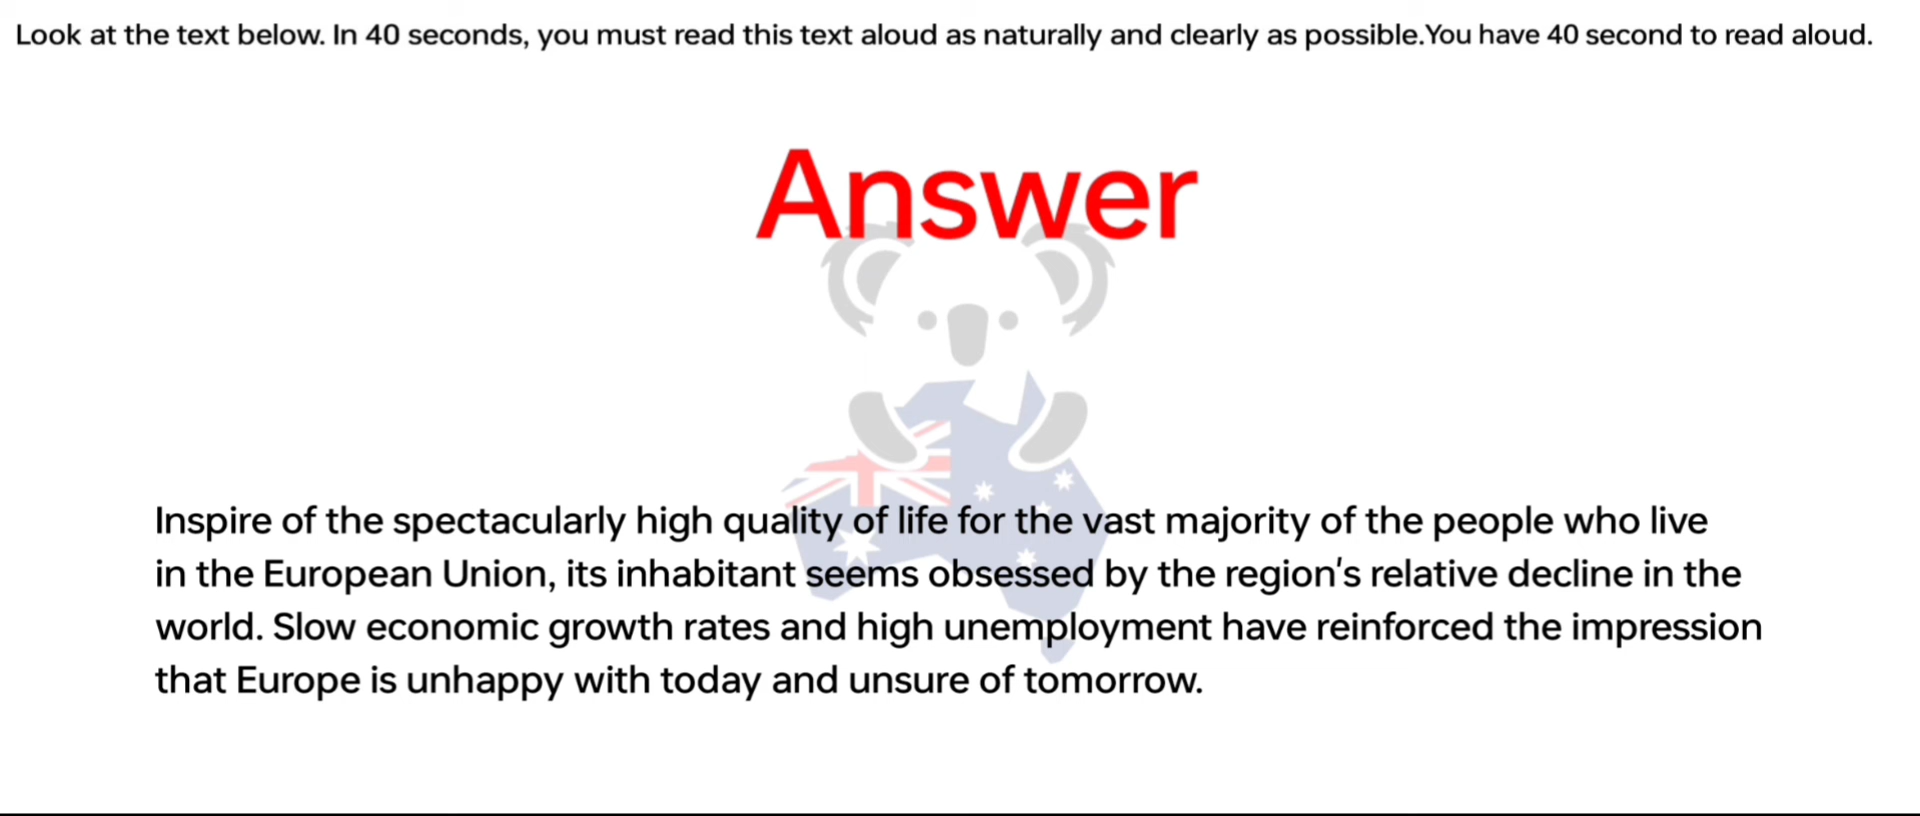 Look at the text below. In 40 seconds, you must read this text aloud as naturally and clearly as possible.You have 40 second to read aloud.
Answer
Inspire of the spectacularly high quality of life for the vast majority of the people who live
in the European Union, its inhabitant seems obsessed by the region's relative decline in the
world. Slow economic growth rates and high unemployment have reinforced the impression
that Europe is unhappy with today and unsure of tomorrow.